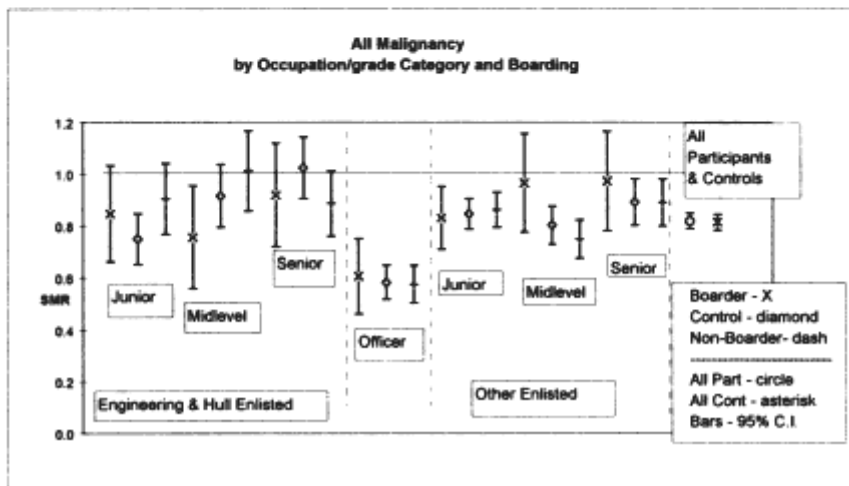 All Malignancy
by Occupation/grade Category and Boarding
1.2
1.0
0.8
0.6
0.4
0.2
0.0
SMR
Junior
Midlevel
Senior
Engineering & Hull Enlisted
Officer
Junior
Midlevel
Senior
Other Enlisted
All
Participants
& Controls
Boarder - X
Control - diamond
Non-Boarder- dash
All Part - circle
All Cont - asterisk
Bars - 95% C.I.